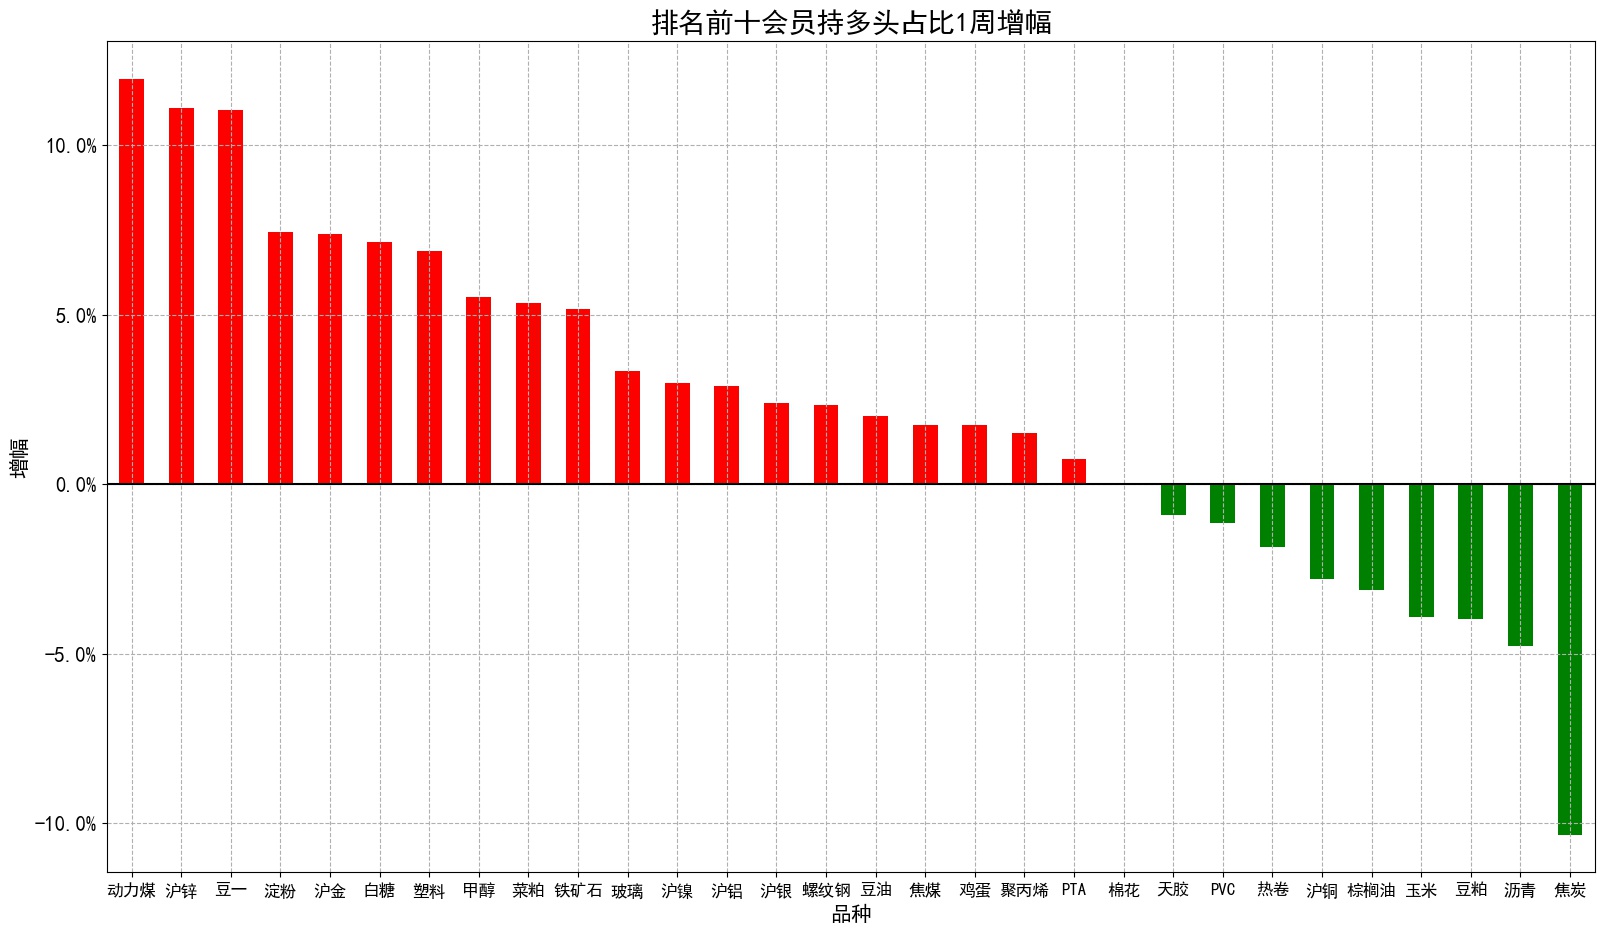 排名前十会员持多头占比1周增幅
10.0%
5.0%
0.0%
−5.0%
−10.0%
增幅
动力煤 沪锌 豆一 淀粉 沪金 白糖 塑料 甲醇 菜粕 铁矿石 玻璃 沪镍 沪铝 沪银 螺纹钢 豆油 焦煤 鸡蛋 聚丙烯 PTA 棉花 天胶 PVC 热卷 沪铜 棕榈油 玉米 豆粕 沥青 焦炭
品种